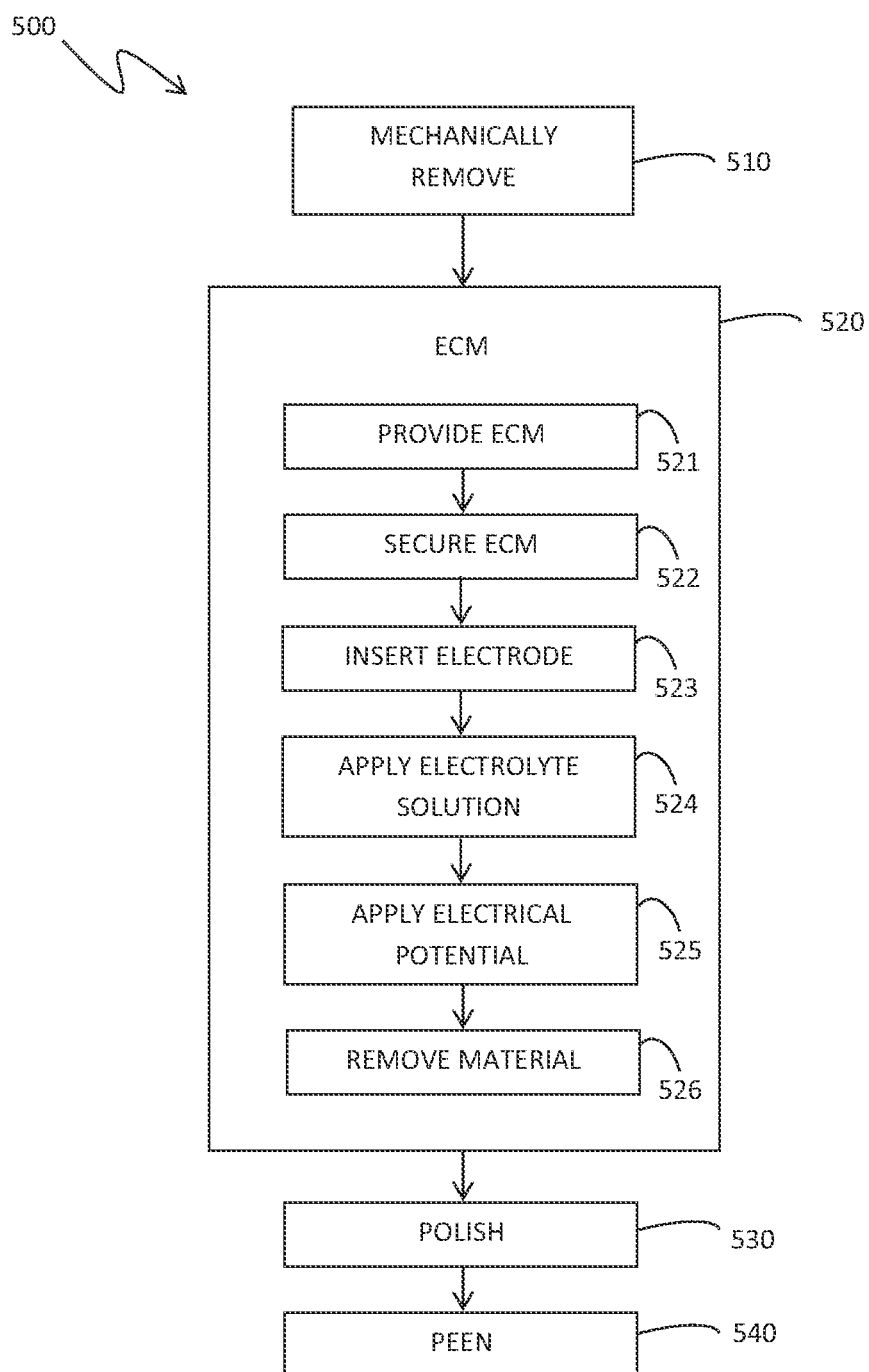 500
MECHANICALLY
REMOVE
510
520
ECM
PROVIDE ECM
521
SECURE ECM
522
INSERT ELECTRODE
523
APPLY ELECTROLYTE
SOLUTION
524
APPLY ELECTRICAL
POTENTIAL
525
REMOVE MATERIAL
526
POLISH
530
PEEN
540